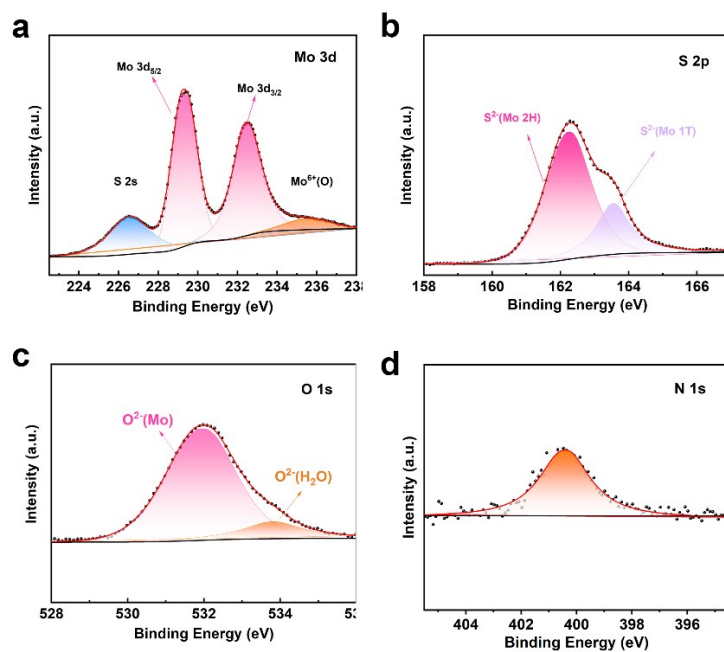 a
Mo 3d
Mo 3d5/2
Mo 3d3/2
S 2s
Mo6+(O)
Intensity (a.u.)
224 226 228 230 232 234 236 238
Binding Energy (eV)
b
S 2p
S2-(Mo 2H)
S2-(Mo 1T)
Intensity (a.u.)
158 160 162 164 166
Binding Energy (eV)
c
O 1s
O2-(Mo)
O2-(H2O)
Intensity (a.u.)
528 530 532 534
Binding Energy (eV)
d
N 1s
Intensity (a.u.)
404 402 400 398 396
Binding Energy (eV)